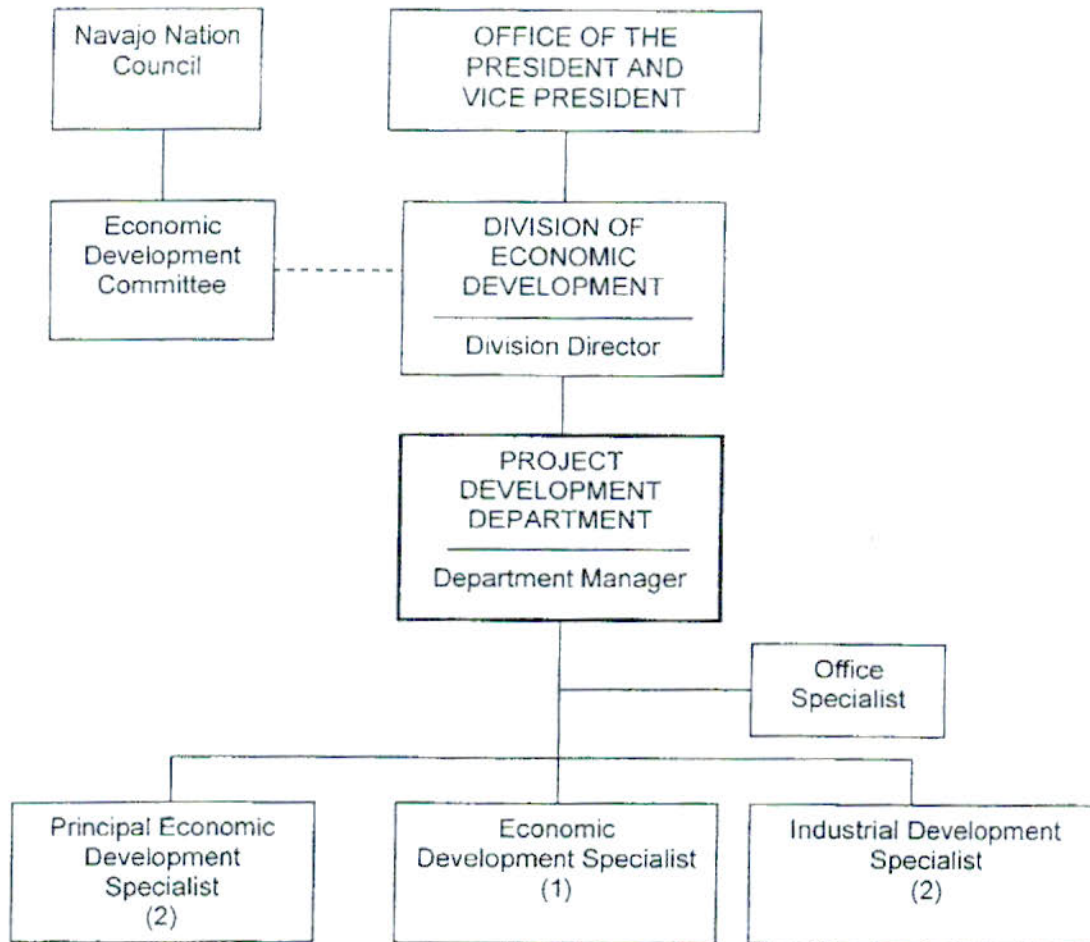 Navajo Nation
Council
OFFICE OF THE
PRESIDENT AND
VICE PRESIDENT
Economic
Development
Committee
DIVISION OF
ECONOMIC
DEVELOPMENT
Division Director
PROJECT
DEVELOPMENT
DEPARTMENT
Department Manager
Office
Specialist
Principal Economic
Development
Specialist
(2)
Economic
Development Specialist
(1)
Industrial Development
Specialist
(2)